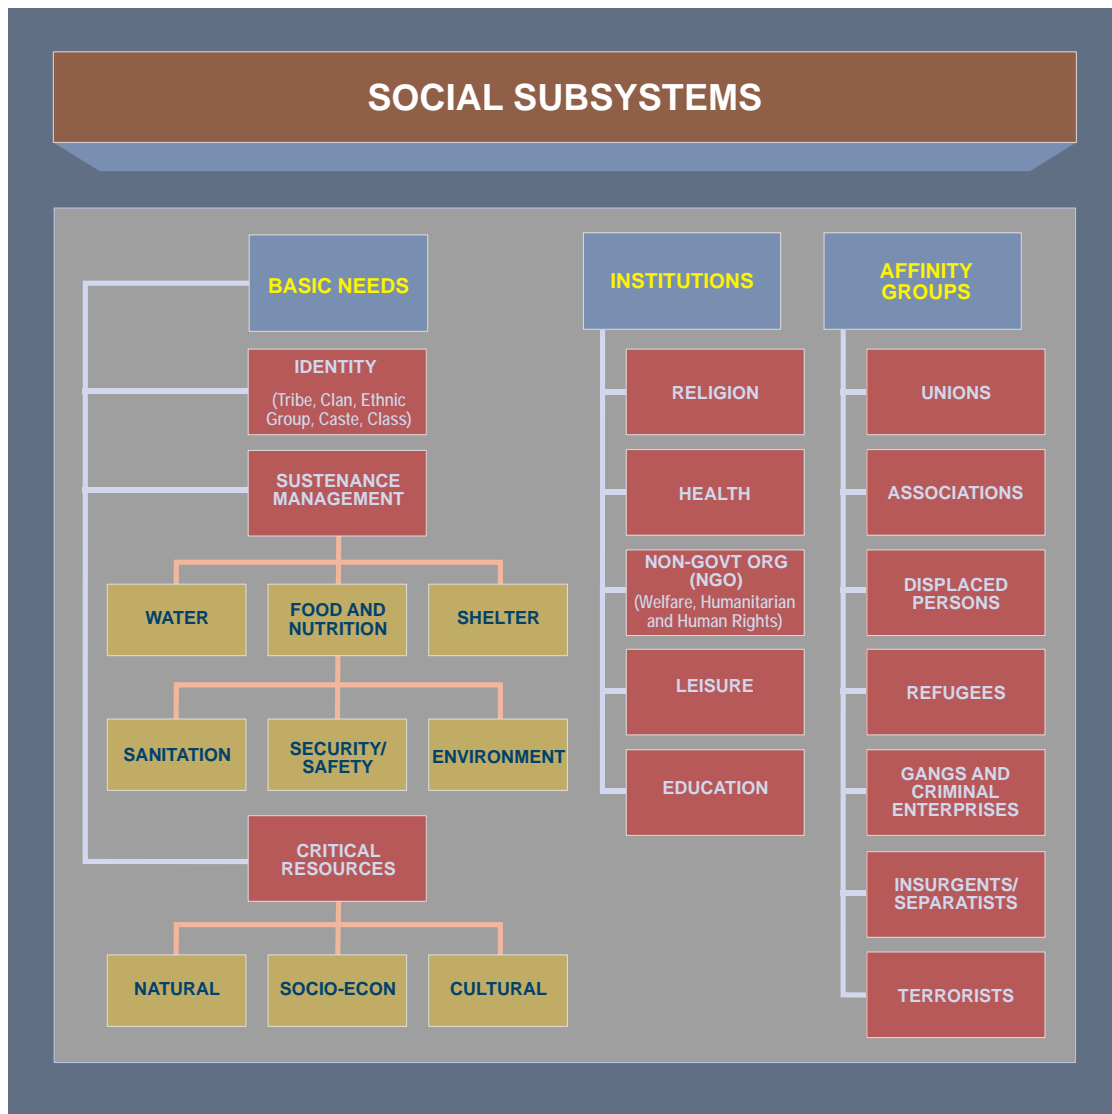 SOCIAL SUBSYSTEMS
BASIC NEEDS
IDENTITY
(Tribe, Clan, Ethnic
Group, Caste, Class)
SUSTENANCE
MANAGEMENT
WATER
FOOD AND
NUTRITION
SHELTER
SANITATION
SECURITY/
SAFETY
ENVIRONMENT
CRITICAL
RESOURCES
NATURAL
SOCIO-ECON
CULTURAL
INSTITUTIONS
RELIGION
HEALTH
NON-GOVT ORG
(NGO)
(Welfare, Humanitarian
and Human Rights)
LEISURE
EDUCATION
AFFINITY
GROUPS
UNIONS
ASSOCIATIONS
DISPLACED
PERSONS
REFUGEES
GANGS AND
CRIMINAL
ENTERPRISES
INSURGENTS/
SEPARATISTS
TERRORISTS